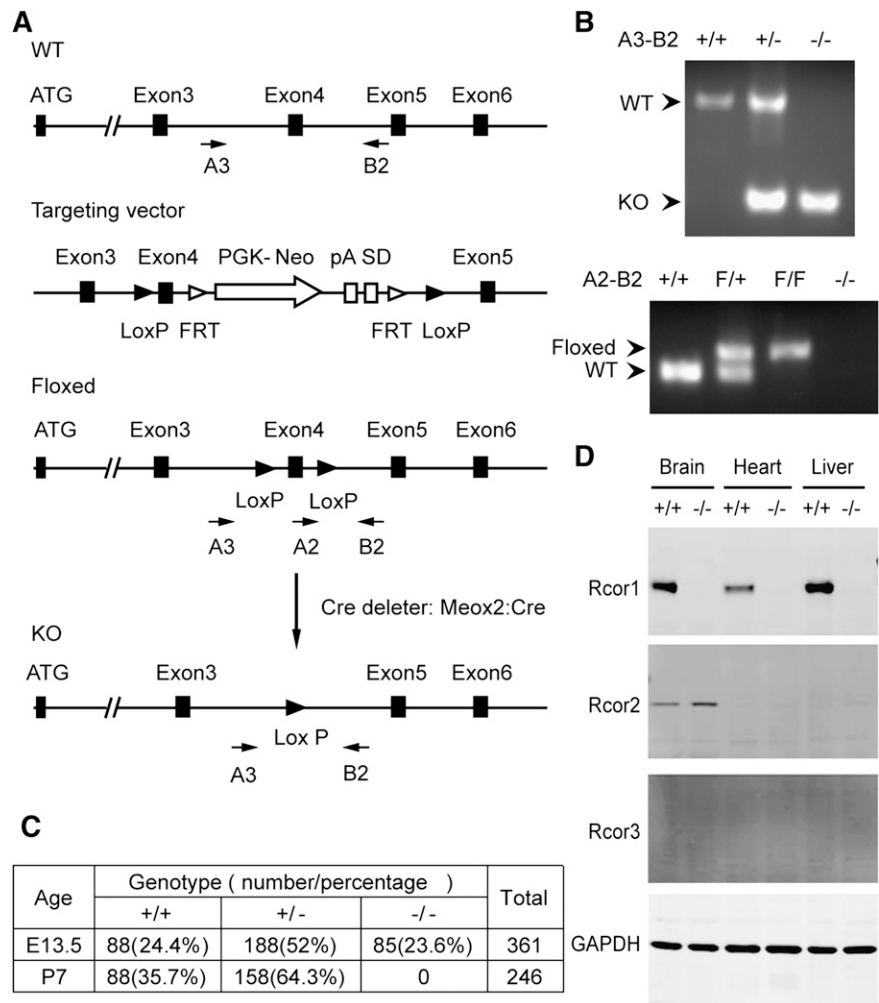 A
WT
ATG Exon3 Exon4 Exon5 Exon6
A3 B2
Targeting vector
Exon3 Exon4 PGK- Neo pA SD Exon5
LoxP FRT FRT LoxP
Floxed
ATG Exon3 Exon4 Exon5 Exon6
LoxP LoxP
A3 A2 B2
Cre deleter: Meox2:Cre
KO
ATG Exon3 Exon5 Exon6
Lox P
A3 B2
B
A3-B2 +/+ +/- -/-
WT
KO
A2-B2 +/+ F/+ F/F -/-
Floxed
WT
C
Age Genotype ( number/percentage ) Total
+/+ +/- -/-
E13.5 88(24.4%) 188(52%) 85(23.6%) 361
P7 88(35.7%) 158(64.3%) 0 246
D
Brain Heart Liver
+/+ -/- +/+ -/- +/+ -/-
Rcor1
Rcor2
Rcor3
GAPDH